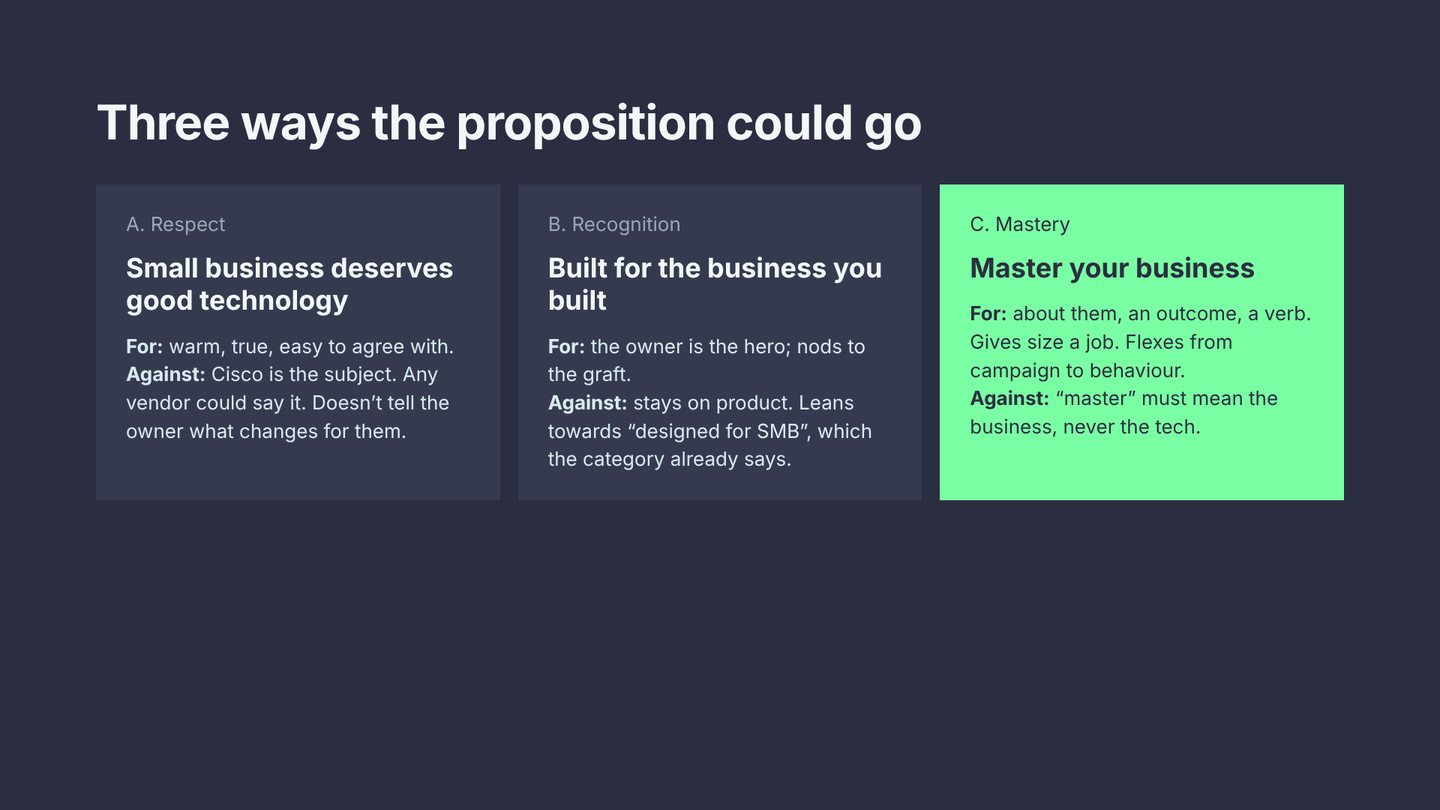 Three ways the proposition could go
A. Respect
Small business deserves
good technology
For: warm, true, easy to agree with.
Against: Cisco is the subject. Any
vendor could say it. Doesn’t tell the
owner what changes for them.
B. Recognition
Built for the business you
built
For: the owner is the hero; nods to
the graft.
Against: stays on product. Leans
towards “designed for SMB”, which
the category already says.
C. Mastery
Master your business
For: about them, an outcome, a verb.
Gives size a job. Flexes from
campaign to behaviour.
Against: “master” must mean the
business, never the tech.